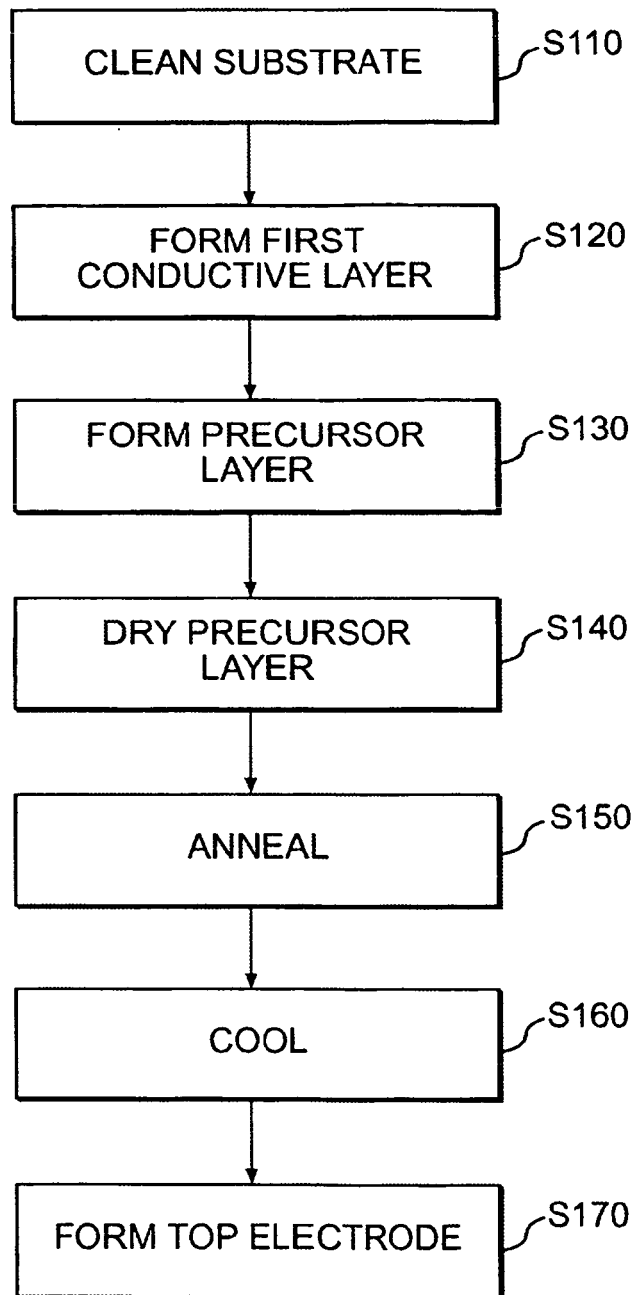 CLEAN SUBSTRATE
S110
FORM FIRST
CONDUCTIVE LAYER
S120
FORM PRECURSOR
LAYER
S130
DRY PRECURSOR
LAYER
S140
ANNEAL
S150
COOL
S160
FORM TOP ELECTRODE
S170